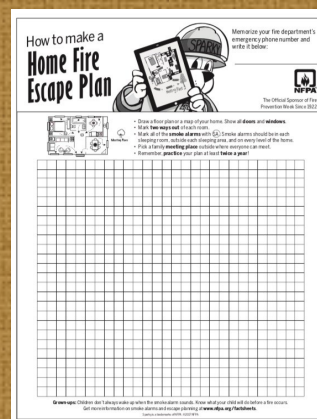 How to make a
Home Fire
Escape Plan
SPARKY
Memorize your fire department's
emergency phone number and
write it below:
NFPA
The Official Sponsor of Fire
Prevention Week Since 1922
• Draw a floor plan or a map of your home. Show all doors and windows.
• Mark two ways out of each room.
• Mark all of the smoke alarms with SA. Smoke alarms should be in each
sleeping room, outside each sleeping area, and on every level of the home.
• Pick a family meeting place outside where everyone can meet.
• Remember, practice your plan at least twice a year!
Meeting Place
Grown-ups: Children don't always wake up when the smoke alarm sounds. Know what your child will do before a fire occurs.
Get more information on smoke alarms and escape planning at www.nfpa.org/factsheets.